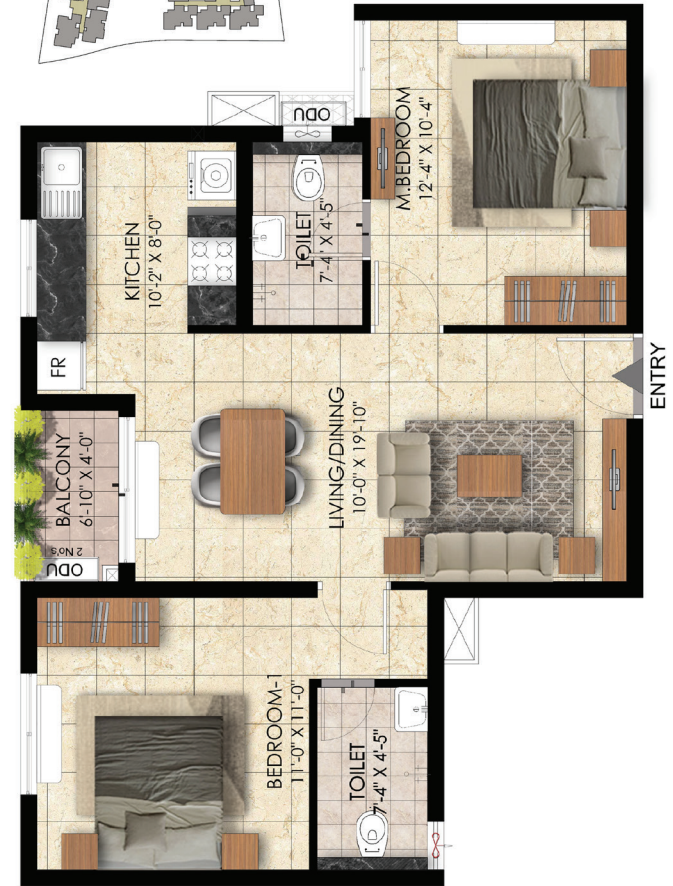 ODU
M.BEDROOM
12'-4" X 10'-4"
TOILET
7'-4" X 4'-5"
KITCHEN
10'-2" X 8'-0"
FR
ENTRY
LIVING/DINING
10'-0" X 19'-10"
BALCONY
6'-10" X 4'-0"
ODU
2 No's
BEDROOM-1
11'-0" X 11'-0"
TOILET
7'-4" X 4'-5"